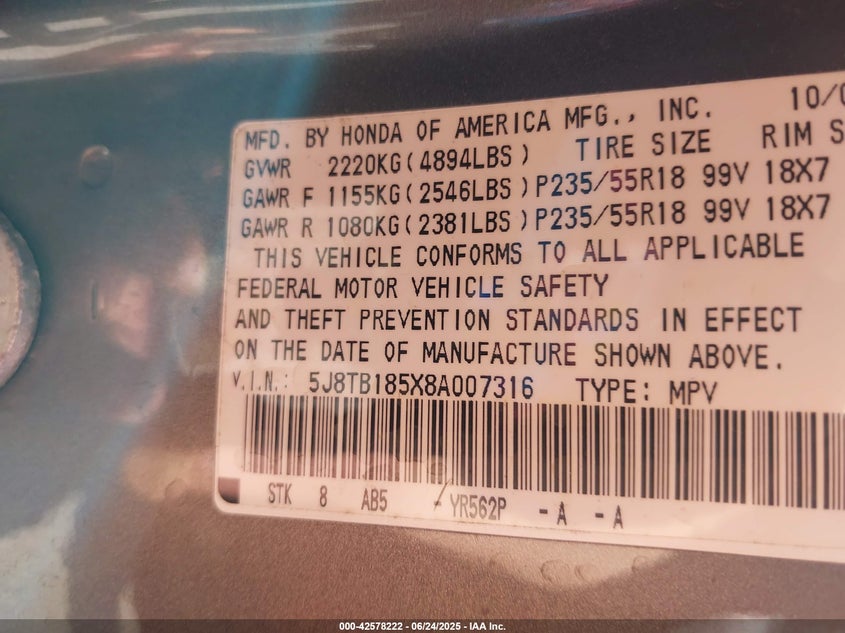 MFD. BY HONDA OF AMERICA MFG., INC. 10/0
GVWR 2220KG(4894LBS) TIRE SIZE RIM S
GAWR F 1155KG(2546LBS)P235/55R18 99V 18X7
GAWR R 1080KG(2381LBS)P235/55R18 99V 18X7
THIS VEHICLE CONFORMS TO ALL APPLICABLE
FEDERAL MOTOR VEHICLE SAFETY
AND THEFT PREVENTION STANDARDS IN EFFECT
ON THE DATE OF MANUFACTURE SHOWN ABOVE.
V.I.N.: 5J8TB185X8A007316 TYPE: MPV
STK 8 AB5 -YR562P -A -A
000-42578222 - 06/24/2025 - IAA Inc.